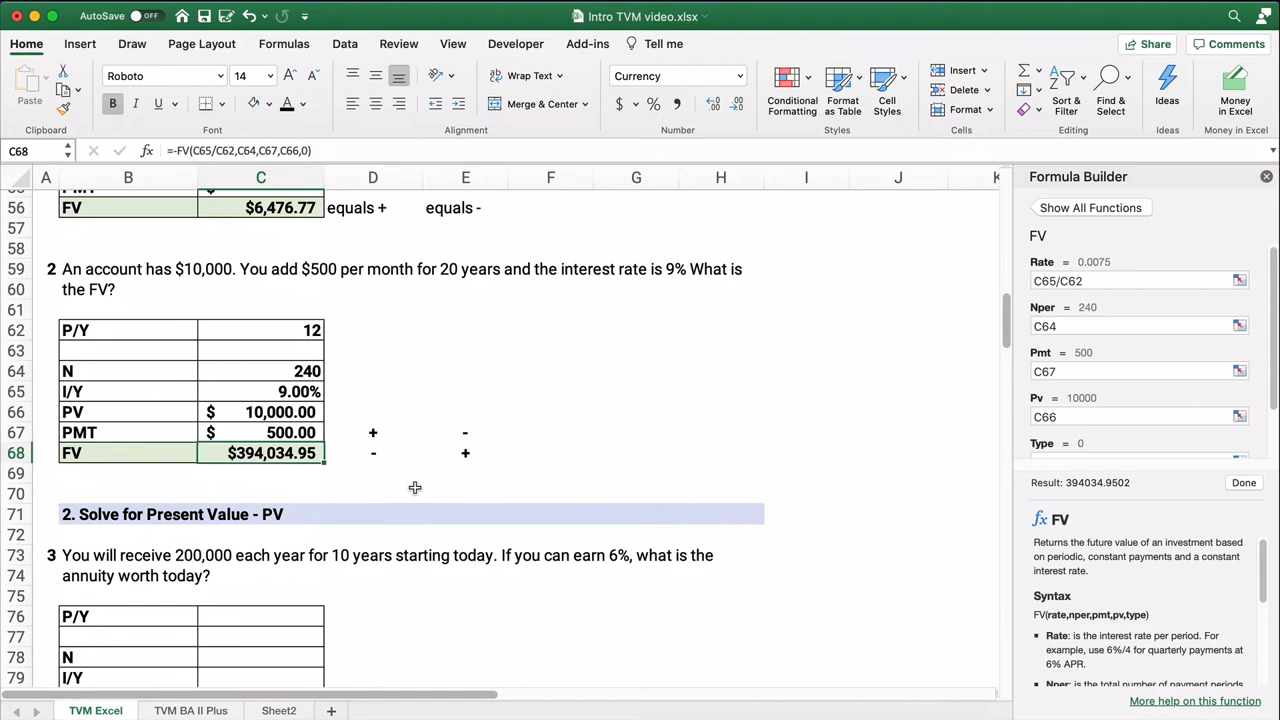 AutoSave OFF
Intro TVM video.xlsx
Home Insert Draw Page Layout Formulas Data Review View Developer Add-ins Tell me Share Comments
Paste
Roboto 14
Wrap Text
Currency
Conditional Formatting
Format as Table
Cell Styles
Insert
Delete
Format
Sort & Filter
Find & Select
Ideas
Money in Excel
B I U A
Merge & Center
$ % ,
Clipboard Font Alignment Number Styles Cells Editing Ideas Money in Excel
C68 fx =-FV(C65/C62,C64,C67,C66,0)
A B C D E F G H I J K
56 FV $6,476.77 equals + equals -
57
58
59 2 An account has $10,000. You add $500 per month for 20 years and the interest rate is 9% What is
60 the FV?
61
62 P/Y 12
63
64 N 240
65 I/Y 9.00%
66 PV $ 10,000.00
67 PMT $ 500.00 + -
68 FV $394,034.95 - +
69
70
71 2. Solve for Present Value - PV
72
73 3 You will receive 200,000 each year for 10 years starting today. If you can earn 6%, what is the
74 annuity worth today?
75
76 P/Y
77
78 N
79 I/Y
TVM Excel TVM BA II Plus Sheet2 +
Formula Builder
Show All Functions
FV
Rate = 0.0075
C65/C62
Nper = 240
C64
Pmt = 500
C67
Pv = 10000
C66
Type = 0
Result: 394034.9502 Done
fx FV
Returns the future value of an investment based
on periodic, constant payments and a constant
interest rate.
Syntax
FV(rate,nper,pmt,pv,type)
Rate: is the interest rate per period. For
example, use 6%/4 for quarterly payments at
6% APR.
Nper: is the total number of payment periods
More help on this function